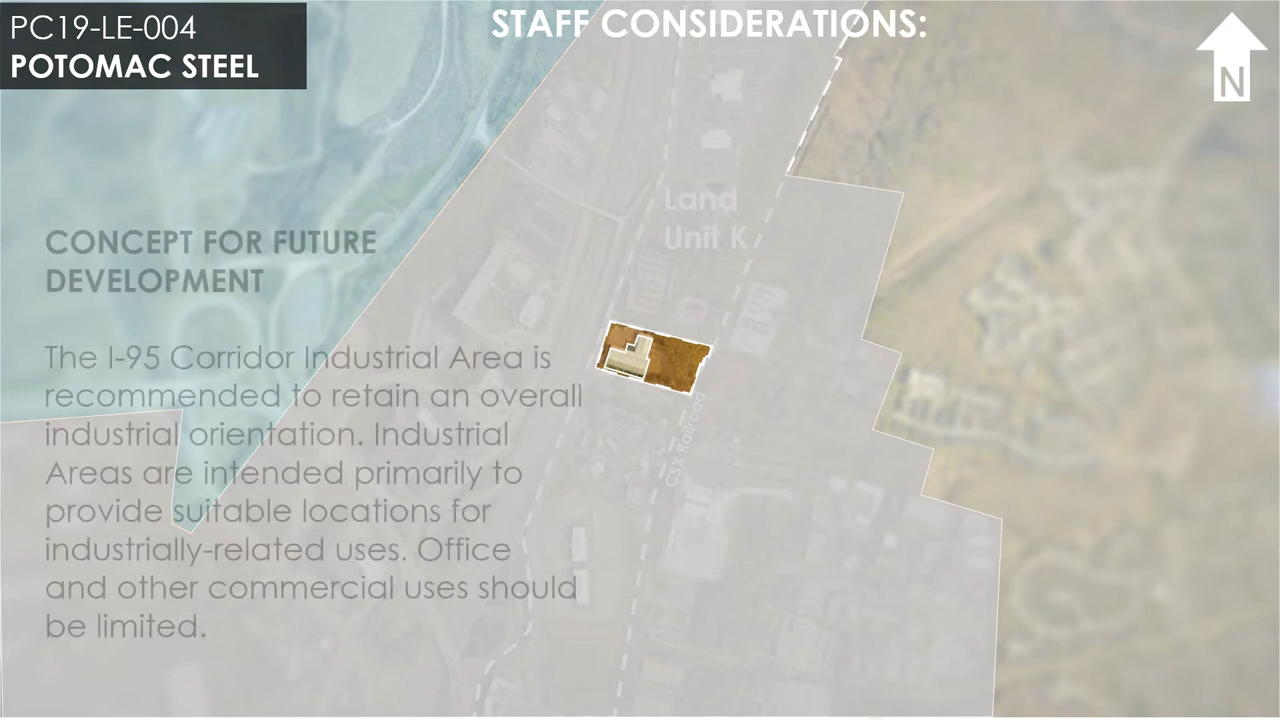 PC19-LE-004
POTOMAC STEEL
STAFF CONSIDERATIONS:
N
Land
Unit K
CONCEPT FOR FUTURE
DEVELOPMENT
The I-95 Corridor Industrial Area is
recommended to retain an overall
industrial orientation. Industrial
Areas are intended primarily to
provide suitable locations for
industrially-related uses. Office
and other commercial uses should
be limited.
CSX Railroad